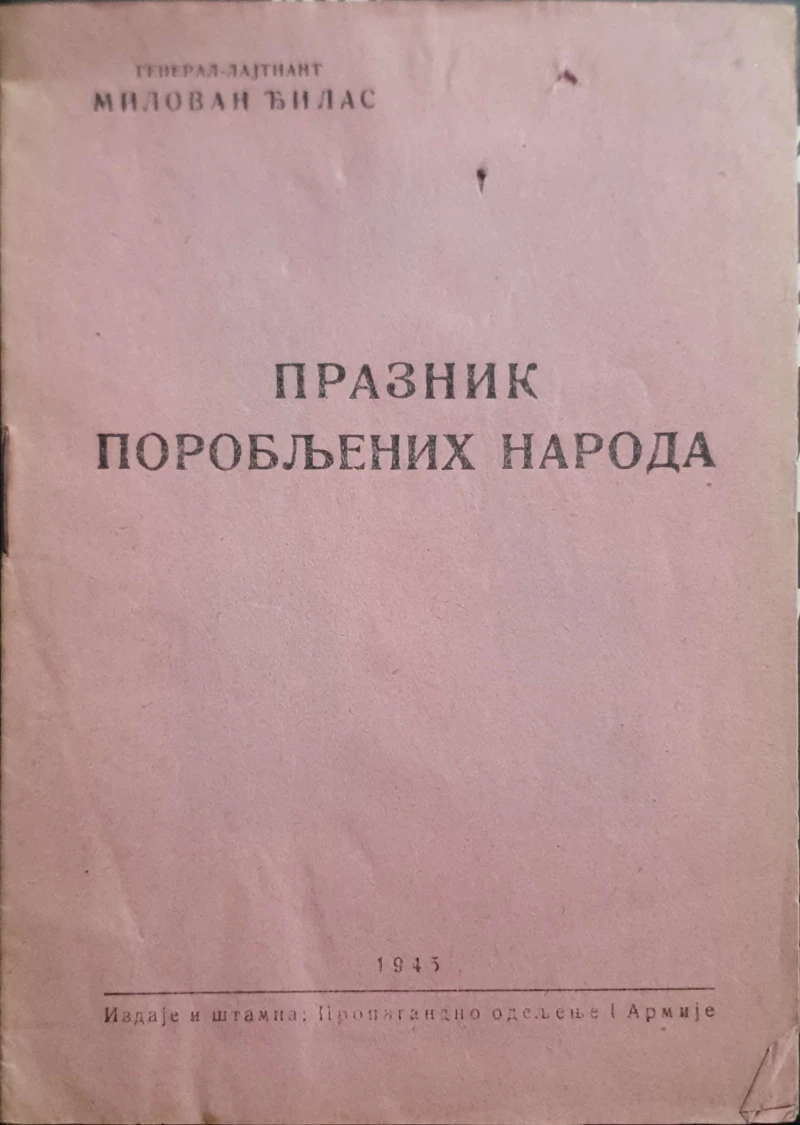 ГЕНЕРАЛ-ЛАЈТНАНТ
МИЛОВАН ЂИЛАС
ПРАЗНИК
ПОРОБЉЕНИХ НАРОДА
1945
Издаје и штампа: Пропагандно одељење I Армије